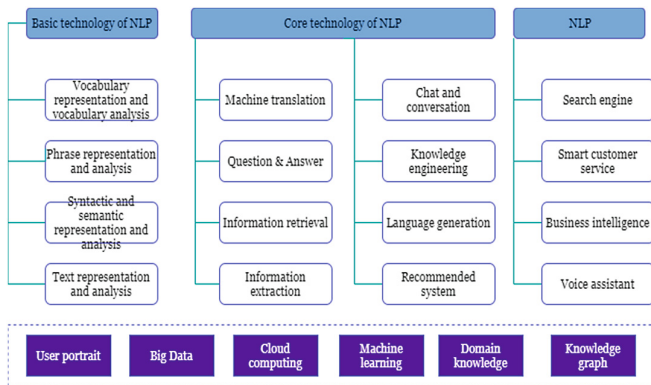 Basic technology of NLP
Core technology of NLP
NLP
Vocabulary
representation and
vocabulary analysis
Phrase representation
and analysis
Syntactic and
semantic
representation and
analysis
Text representation
and analysis
Machine translation
Question & Answer
Information retrieval
Information
extraction
Chat and
conversation
Knowledge
engineering
Language generation
Recommended
system
Search engine
Smart customer
service
Business intelligence
Voice assistant
User portrait
Big Data
Cloud
computing
Machine
learning
Domain
knowledge
Knowledge
graph